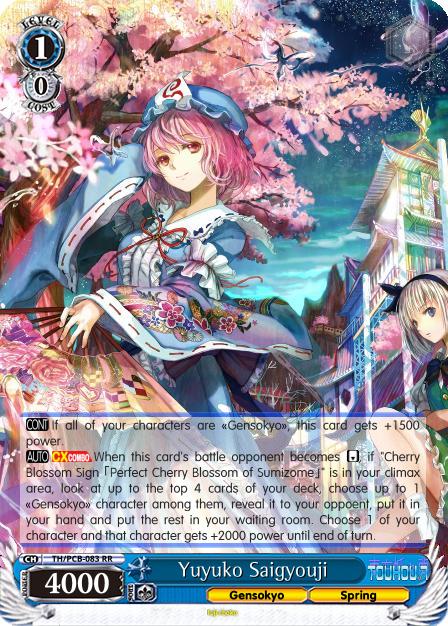 LEVEL
1
0
COST
CONT If all of your characters are «Gensokyo», this card gets +1500
power.
AUTO CXCOMBO When this card's battle opponent becomes [ ], if "Cherry
Blossom Sign「Perfect Cherry Blossom of Sumizome」" is in your climax
area, look at up to the top 4 cards of your deck, choose up to 1
«Gensokyo» character among them, reveal it to your oppoent, put it in
your hand and put the rest in your waiting room. Choose 1 of your
character and that character gets +2000 power until end of turn.
CH TH/PCB-083 RR
POWER
4000
SOUL
Yuyuko Saigyouji
TOUHOU
Gensokyo
Spring